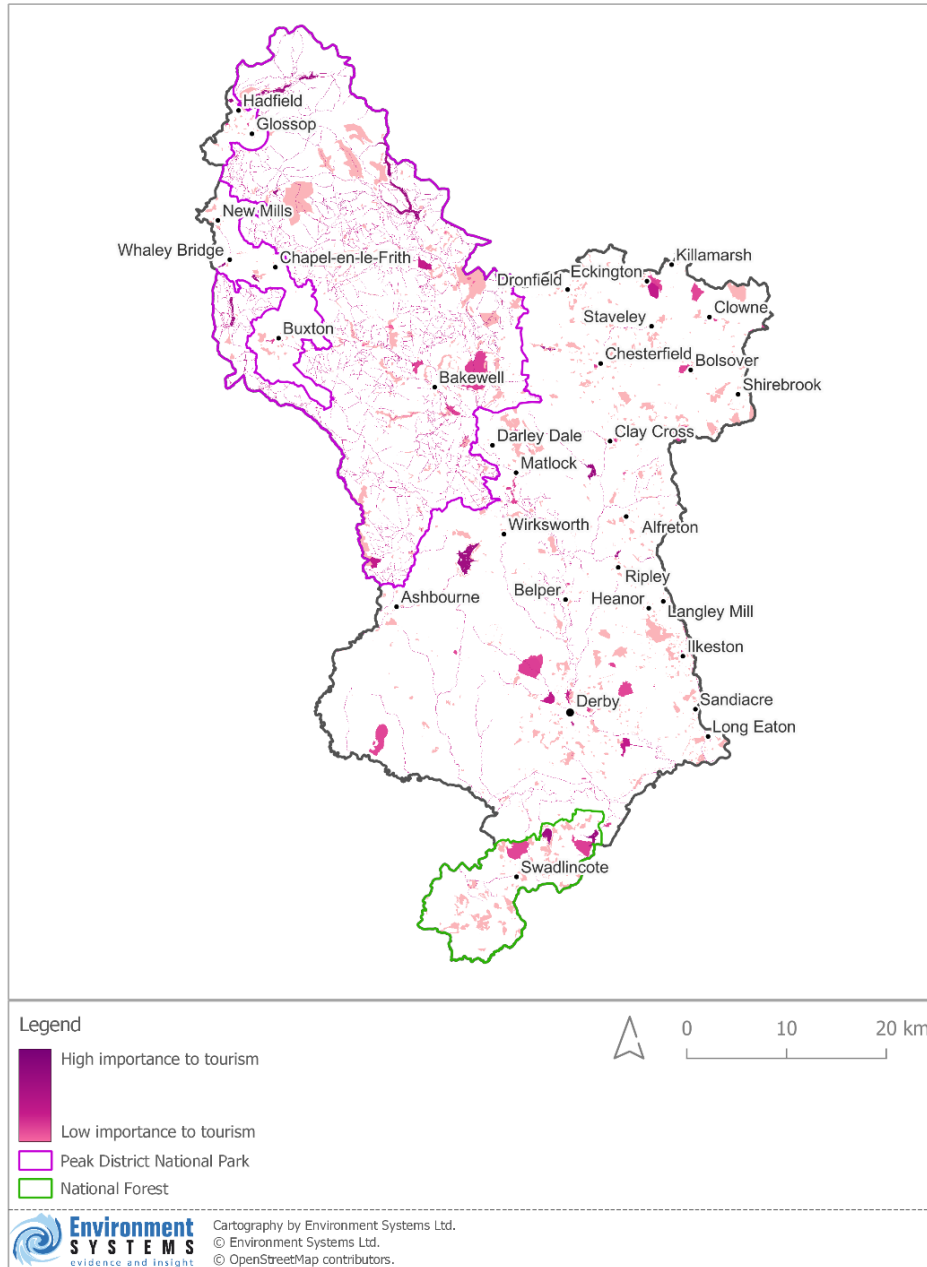 Hadfield
Glossop
New Mills
Whaley Bridge
Chapel-en-le-Frith
Killamarsh
Eckington
Dronfield
Clowne
Staveley
Buxton
Chesterfield
Bolsover
Bakewell
Shirebrook
Darley Dale
Clay Cross
Matlock
Wirksworth
Alfreton
Ripley
Ashbourne
Belper
Heanor
Langley Mill
Ilkeston
Derby
Sandiacre
Long Eaton
Swadlincote
Legend
0 10 20 km
High importance to tourism
Low importance to tourism
Peak District National Park
National Forest
Environment
SYSTEMS
evidence and insight
Cartography by Environment Systems Ltd.
© Environment Systems Ltd.
© OpenStreetMap contributors.